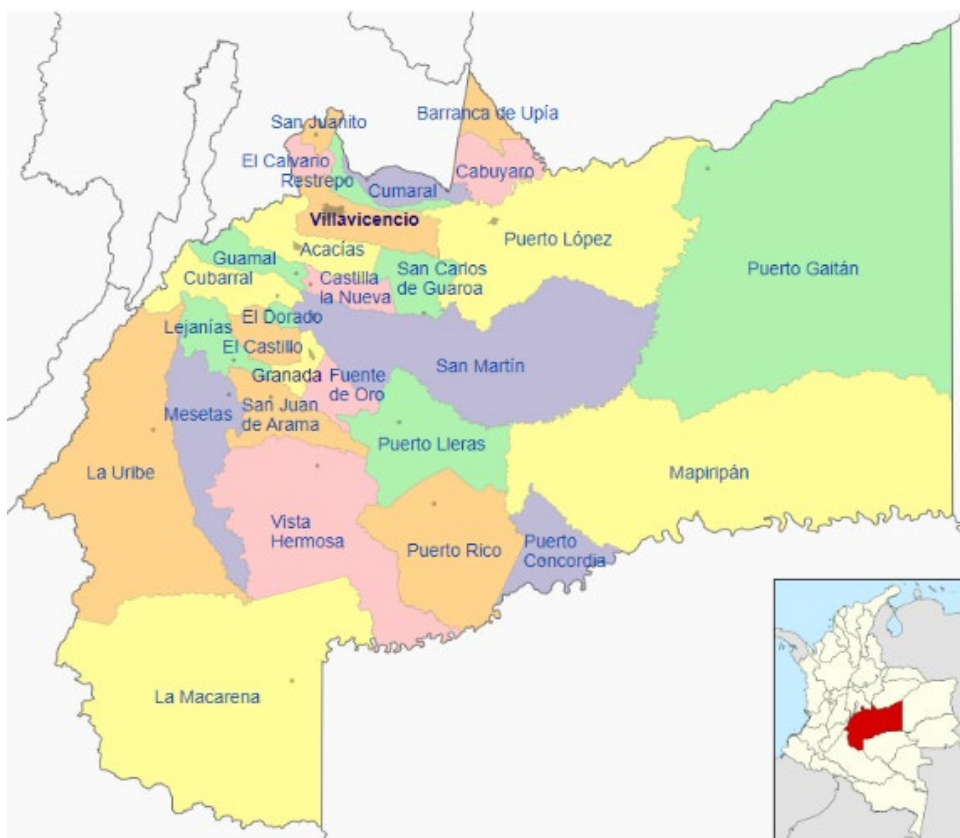 Barranca de Upía
San Juanito
El Calvario
Cabuyaro
Restrepo
Cumaral
Villavicencio
Puerto López
Acacías
Guamal
San Carlos
de Guaroa
Puerto Gaitán
Cubarral
Castilla
la Nueva
El Dorado
Lejanías
El Castillo
San Martín
Granada
Fuente
de Oro
Mesetas
San Juan
de Arama
Puerto Lleras
La Uribe
Mapiripán
Vista
Hermosa
Puerto Rico
Puerto
Concordia
La Macarena